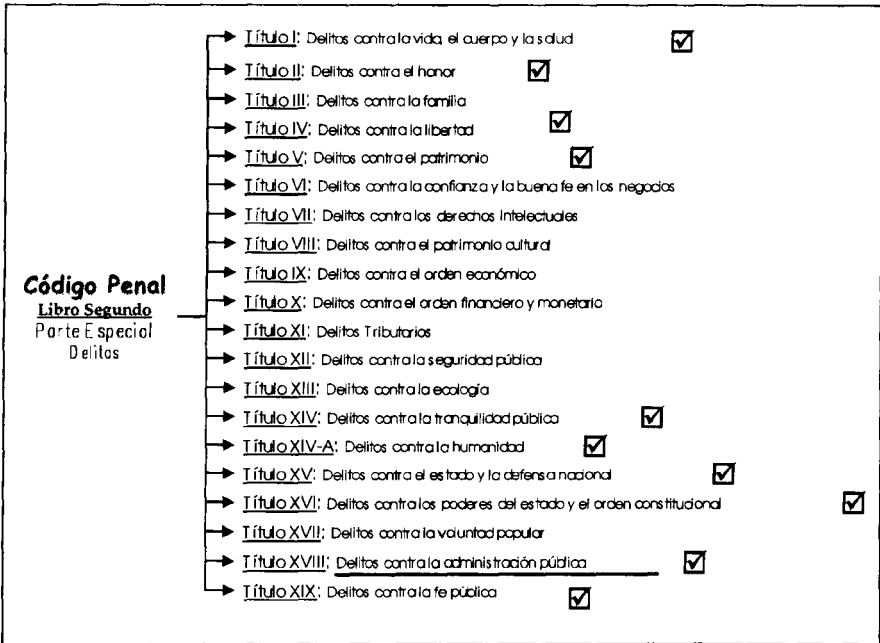 Código Penal
Libro Segundo
Parte Especial
Delitos
Título I: Delitos contra la vida, el cuerpo y la salud
Título II: Delitos contra el honor
Título III: Delitos contra la familia
Título IV: Delitos contra la libertad
Título V: Delitos contra el patrimonio
Título VI: Delitos contra la confianza y la buena fe en los negocios
Título VII: Delitos contra los derechos intelectuales
Título VIII: Delitos contra el patrimonio cultural
Título IX: Delitos contra el orden económico
Título X: Delitos contra el orden financiero y monetario
Título XI: Delitos Tributarios
Título XII: Delitos contra la seguridad pública
Título XIII: Delitos contra la ecología
Título XIV: Delitos contra la tranquilidad pública
Título XIV-A: Delitos contra la humanidad
Título XV: Delitos contra el estado y la defensa nacional
Título XVI: Delitos contra los poderes del estado y el orden constitucional
Título XVII: Delitos contra la voluntad popular
Título XVIII: Delitos contra la administración pública
Título XIX: Delitos contra la fe pública